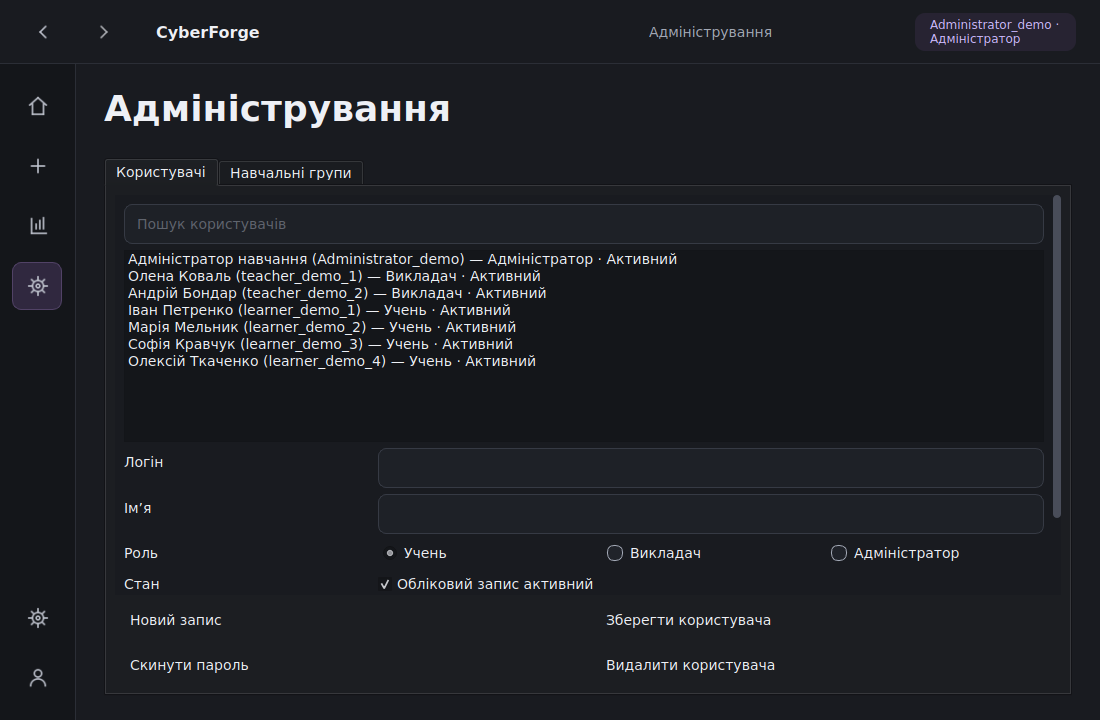 CyberForge
Адміністрування
Administrator_demo ·
Адміністратор
Адміністрування
Користувачі
Навчальні групи
Пошук користувачів
Адміністратор навчання (Administrator_demo) — Адміністратор · Активний
Олена Коваль (teacher_demo_1) — Викладач · Активний
Андрій Бондар (teacher_demo_2) — Викладач · Активний
Іван Петренко (learner_demo_1) — Учень · Активний
Марія Мельник (learner_demo_2) — Учень · Активний
Софія Кравчук (learner_demo_3) — Учень · Активний
Олексій Ткаченко (learner_demo_4) — Учень · Активний
Логін
Ім’я
Роль
Учень
Викладач
Адміністратор
Стан
Обліковий запис активний
Новий запис
Зберегти користувача
Скинути пароль
Видалити користувача